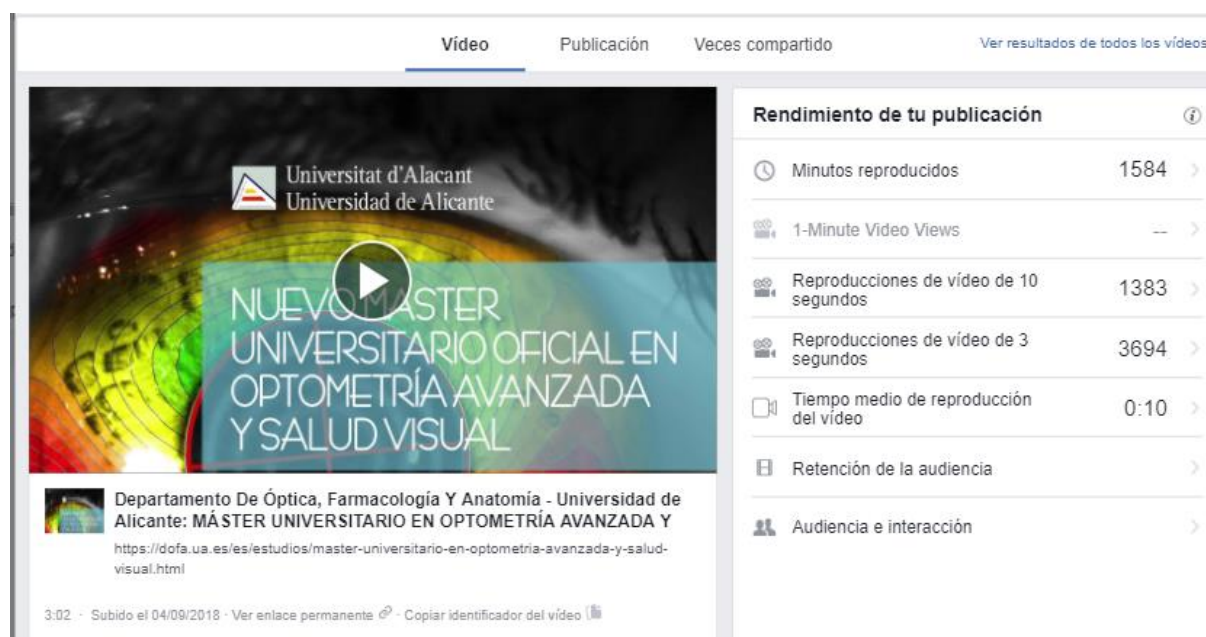 Vídeo Publicación Veces compartido Ver resultados de todos los vídeos
Universitat d'Alacant
Universidad de Alicante
NUEVO MASTER
UNIVERSITARIO OFICIAL EN
OPTOMETRÍA AVANZADA
Y SALUD VISUAL
Departamento De Óptica, Farmacología Y Anatomía - Universidad de
Alicante: MÁSTER UNIVERSITARIO EN OPTOMETRÍA AVANZADA Y
https://dofa.ua.es/es/estudios/master-universitario-en-optometria-avanzada-y-salud-
visual.html
3:02 · Subido el 04/09/2018 · Ver enlace permanente · Copiar identificador del vídeo
Rendimiento de tu publicación
Minutos reproducidos 1584
1-Minute Video Views --
Reproducciones de vídeo de 10
segundos 1383
Reproducciones de vídeo de 3
segundos 3694
Tiempo medio de reproducción
del vídeo 0:10
Retención de la audiencia
Audiencia e interacción